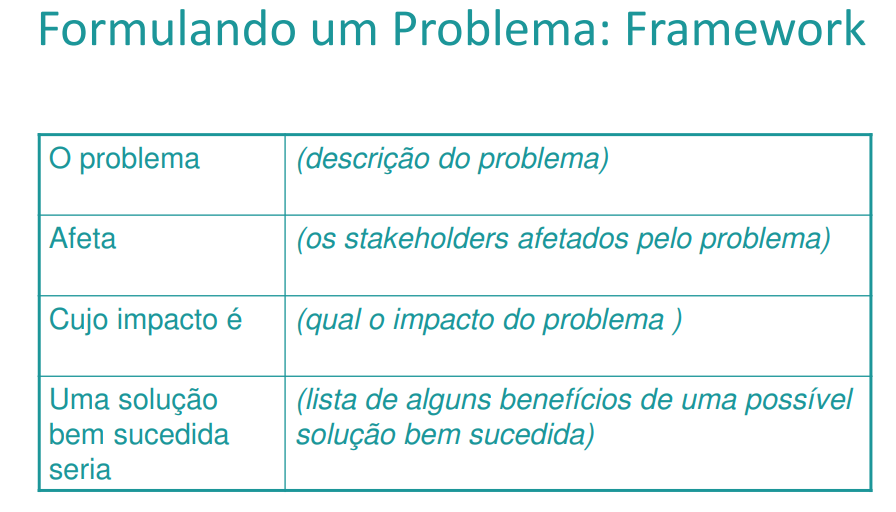 Formulando um Problema: Framework
O problema
(descrição do problema)
Afeta
(os stakeholders afetados pelo problema)
Cujo impacto é
(qual o impacto do problema )
Uma solução
bem sucedida
seria
(lista de alguns benefícios de uma possível
solução bem sucedida)